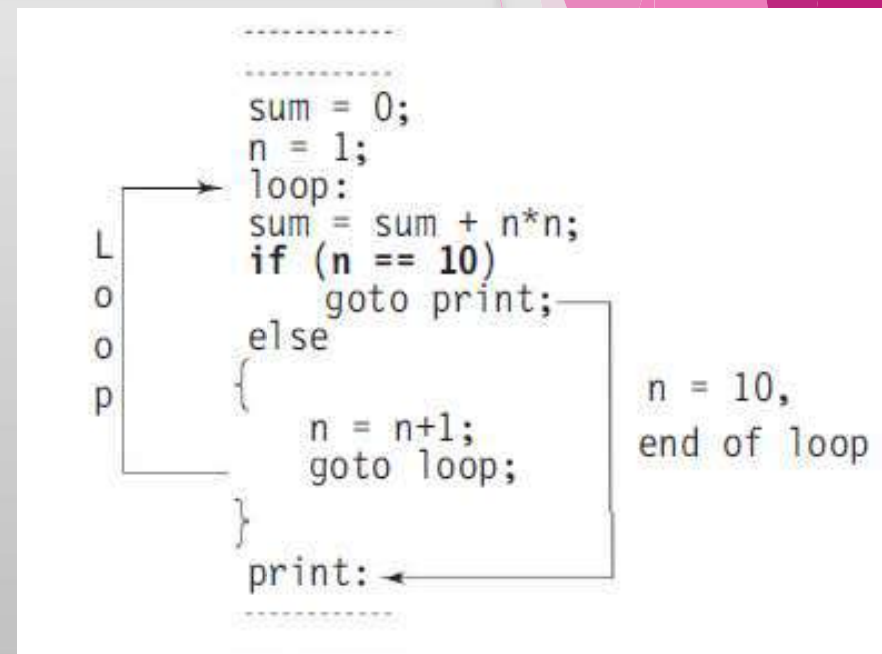 ------------
------------
sum = 0;
n = 1;
loop:
sum = sum + n*n;
if (n == 10)
goto print;
else
{
n = n+1;
goto loop;
}
print:
------------
Loop
n = 10,
end of loop